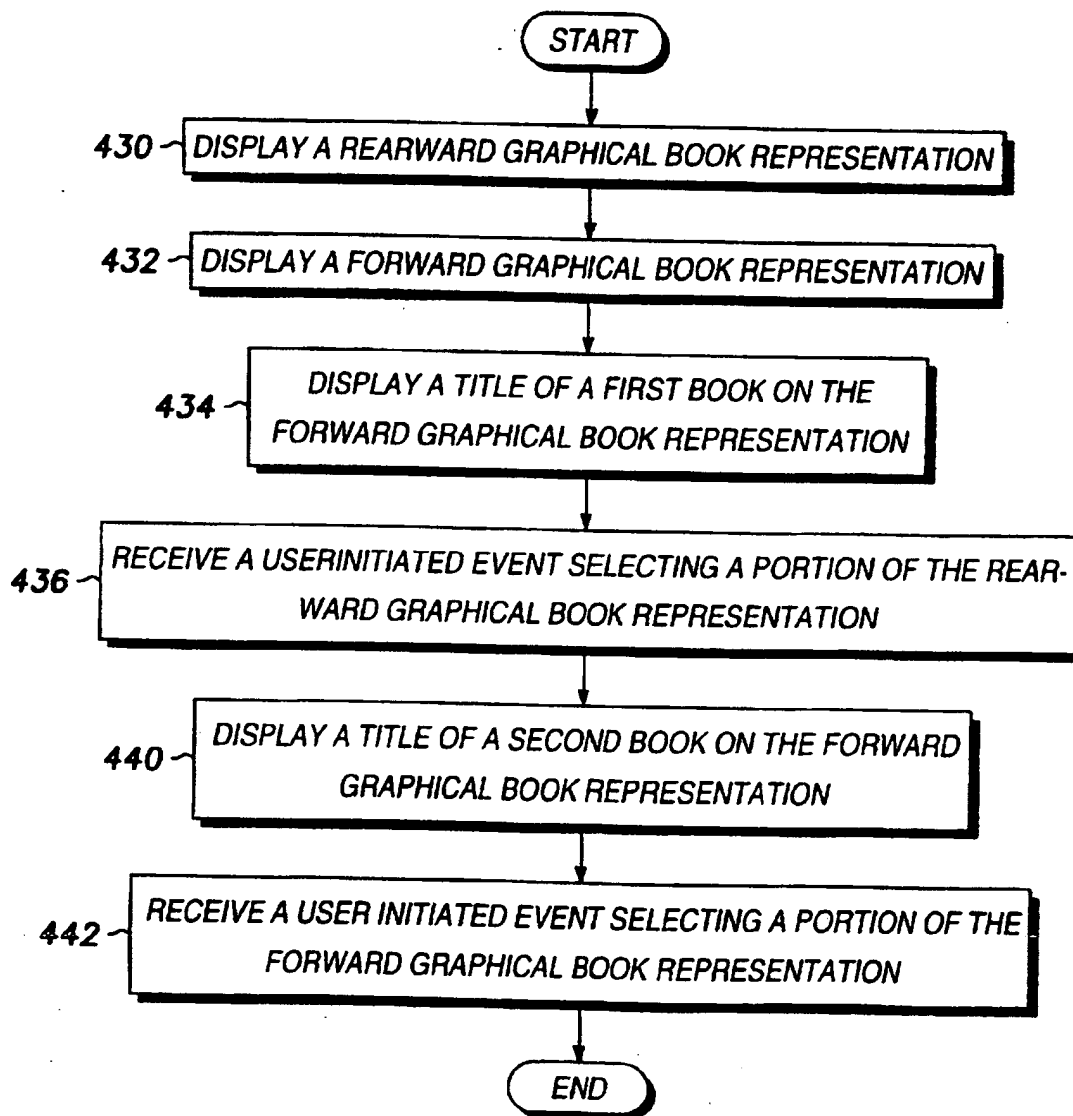 START
430 DISPLAY A REARWARD GRAPHICAL BOOK REPRESENTATION
432 DISPLAY A FORWARD GRAPHICAL BOOK REPRESENTATION
434 DISPLAY A TITLE OF A FIRST BOOK ON THE
FORWARD GRAPHICAL BOOK REPRESENTATION
436 RECEIVE A USERINITIATED EVENT SELECTING A PORTION OF THE REAR-
WARD GRAPHICAL BOOK REPRESENTATION
440 DISPLAY A TITLE OF A SECOND BOOK ON THE FORWARD
GRAPHICAL BOOK REPRESENTATION
442 RECEIVE A USER INITIATED EVENT SELECTING A PORTION OF THE
FORWARD GRAPHICAL BOOK REPRESENTATION
END